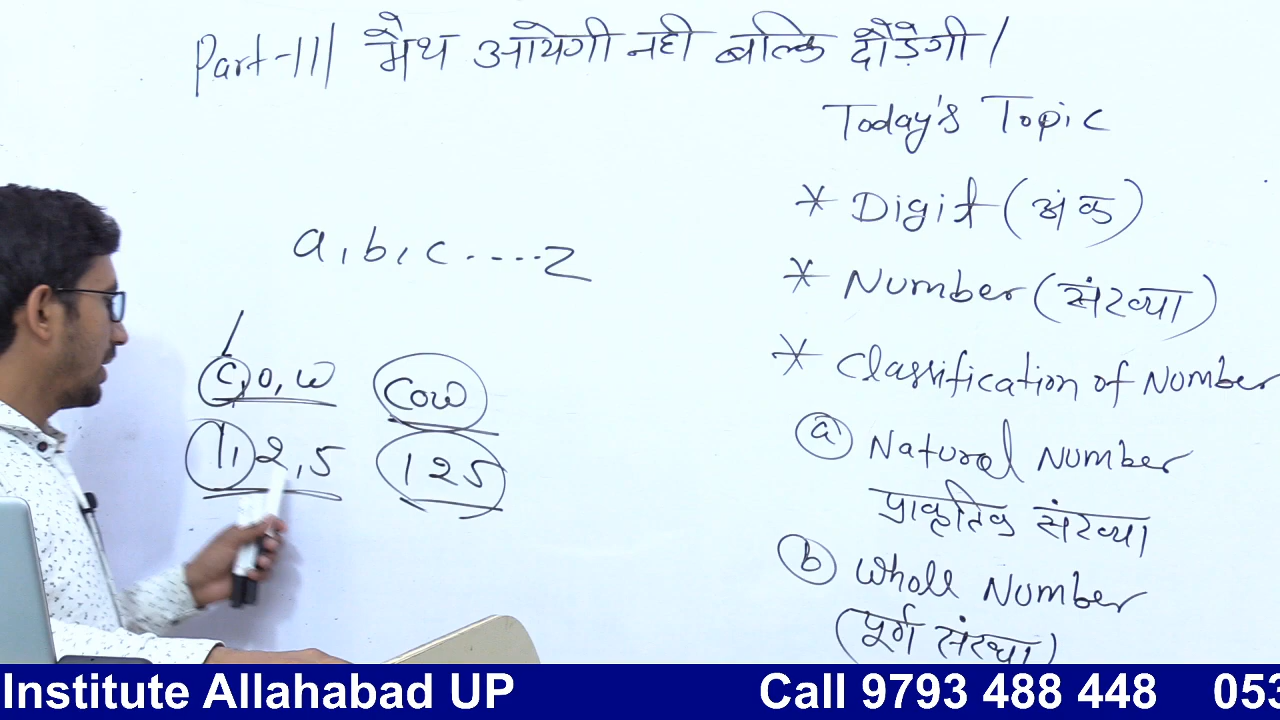 Part-III मैथ आयेगी नही बल्कि दौड़ेगी/
Today's Topic
* Digit (अंक)
a, b, c.....z
* Number (संख्या)
* Classification of Number
c, o, w Cow
1, 2, 5 125
(a) Natural Number
प्राकृतिक संख्या
(b) Whole Number
(पूर्ण संख्या)
Institute Allahabad UP Call 9793 488 448 053